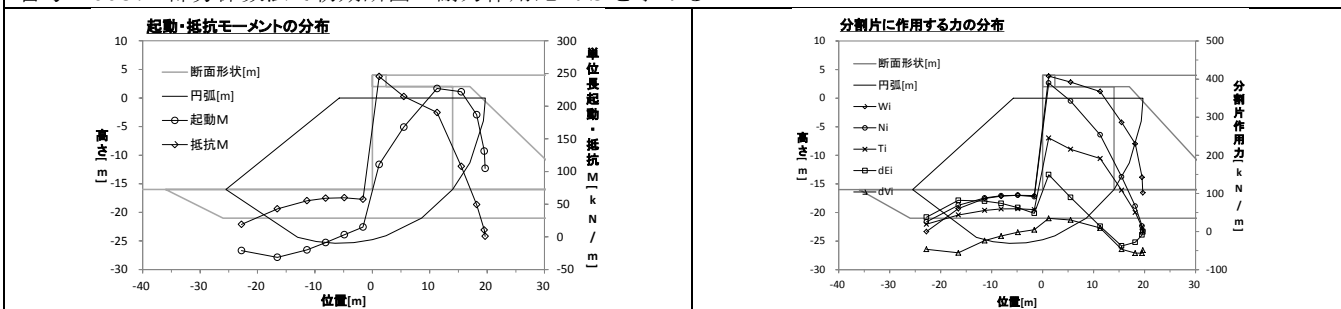 起動・抵抗モーメントの分布
断面形状[m]
円弧[m]
起動M
抵抗M
高さ[m]
単位長起動・抵抗M[kN/m]
10
5
0
-5
-10
-15
-20
-25
-30
300
250
200
150
100
50
0
-50
-40 -30 -20 -10 0 10 20 30
位置[m]
分割片に作用する力の分布
断面形状[m]
円弧[m]
Wi
Ni
Ti
dEi
dVi
高さ[m]
分割片作用力[kN/m]
10
5
0
-5
-10
-15
-20
-25
-30
500
400
300
200
100
0
-100
-40 -30 -20 -10 0 10 20 30
位置[m]